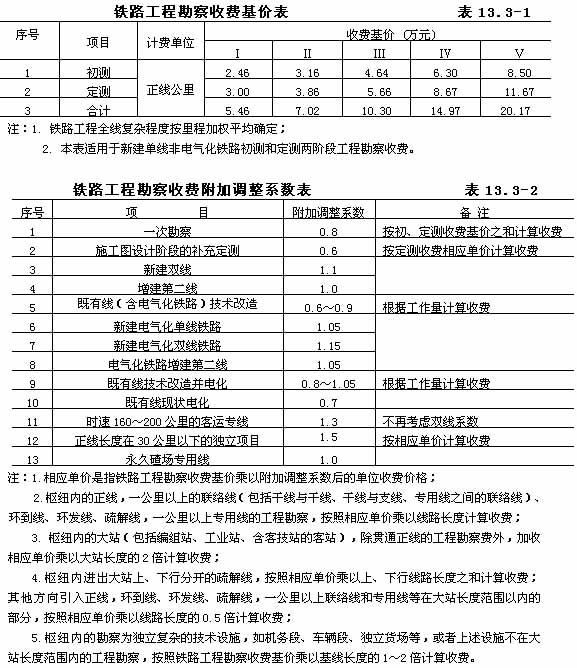 铁路工程勘察收费基价表 表 13.3-1
序号 项目 计费单位 收费基价（万元）
I II III IV V
1 初测 正线公里 2.46 3.16 4.64 6.30 8.50
2 定测 3.00 3.86 5.66 8.67 11.67
3 合计 5.46 7.02 10.30 14.97 20.17
注：1. 铁路工程全线复杂程度按里程加权平均确定；
2. 本表适用于新建单线非电气化铁路初测和定测两阶段工程勘察收费。
铁路工程勘察收费附加调整系数表 表 13.3-2
序号 项 目 附加调整系数 备 注
1 一次勘察 0.8 按初、定测收费基价之和计算收费
2 施工图设计阶段的补充定测 0.6 按定测收费相应单价计算收费
3 新建双线 1.1
4 增建第二线 1.0
5 既有线（含电气化铁路）技术改造 0.6～0.9 根据工作量计算收费
6 新建电气化单线铁路 1.05
7 新建电气化双线铁路 1.15
8 电气化铁路增建第二线 1.05
9 既有线技术改造并电化 0.8～1.05 根据工作量计算收费
10 既有线现状电化 0.7
11 时速160～200公里的客运专线 1.3 不再考虑双线系数
12 正线长度在30公里以下的独立项目 1.5 按相应单价计算收费
13 永久碴场专用线 1.0
注：1.相应单价是指铁路工程勘察收费基价乘以附加调整系数后的单位收费价格；
2.枢纽内的正线，一公里以上的联络线（包括干线与干线、干线与支线、专用线之间的联络线）、
环到线、环发线、疏解线，一公里以上专用线的工程勘察，按照相应单价乘以线路长度计算收费；
3. 枢纽内的大站（包括编组站、工业站、含客技站的客站），除贯通正线的工程勘察费外，加收
相应单价乘以大站长度的2倍计算收费；
4. 枢纽内进出大站上、下行分开的疏解线，按照相应单价乘以上、下行线路长度之和计算收费；
其他方向引入正线，环到线、环发线、疏解线，一公里以上联络线和专用线等在大站长度范围以内的
部分，按照相应单价乘以线路长度的0.5倍计算收费；
5. 枢纽内的勘察为独立复杂的技术设施，如机务段、车辆段、独立货场等，或者上述设施不在大
站长度范围内的工程勘察，按照铁路工程勘察收费基价乘以基线长度的1～2倍计算收费。